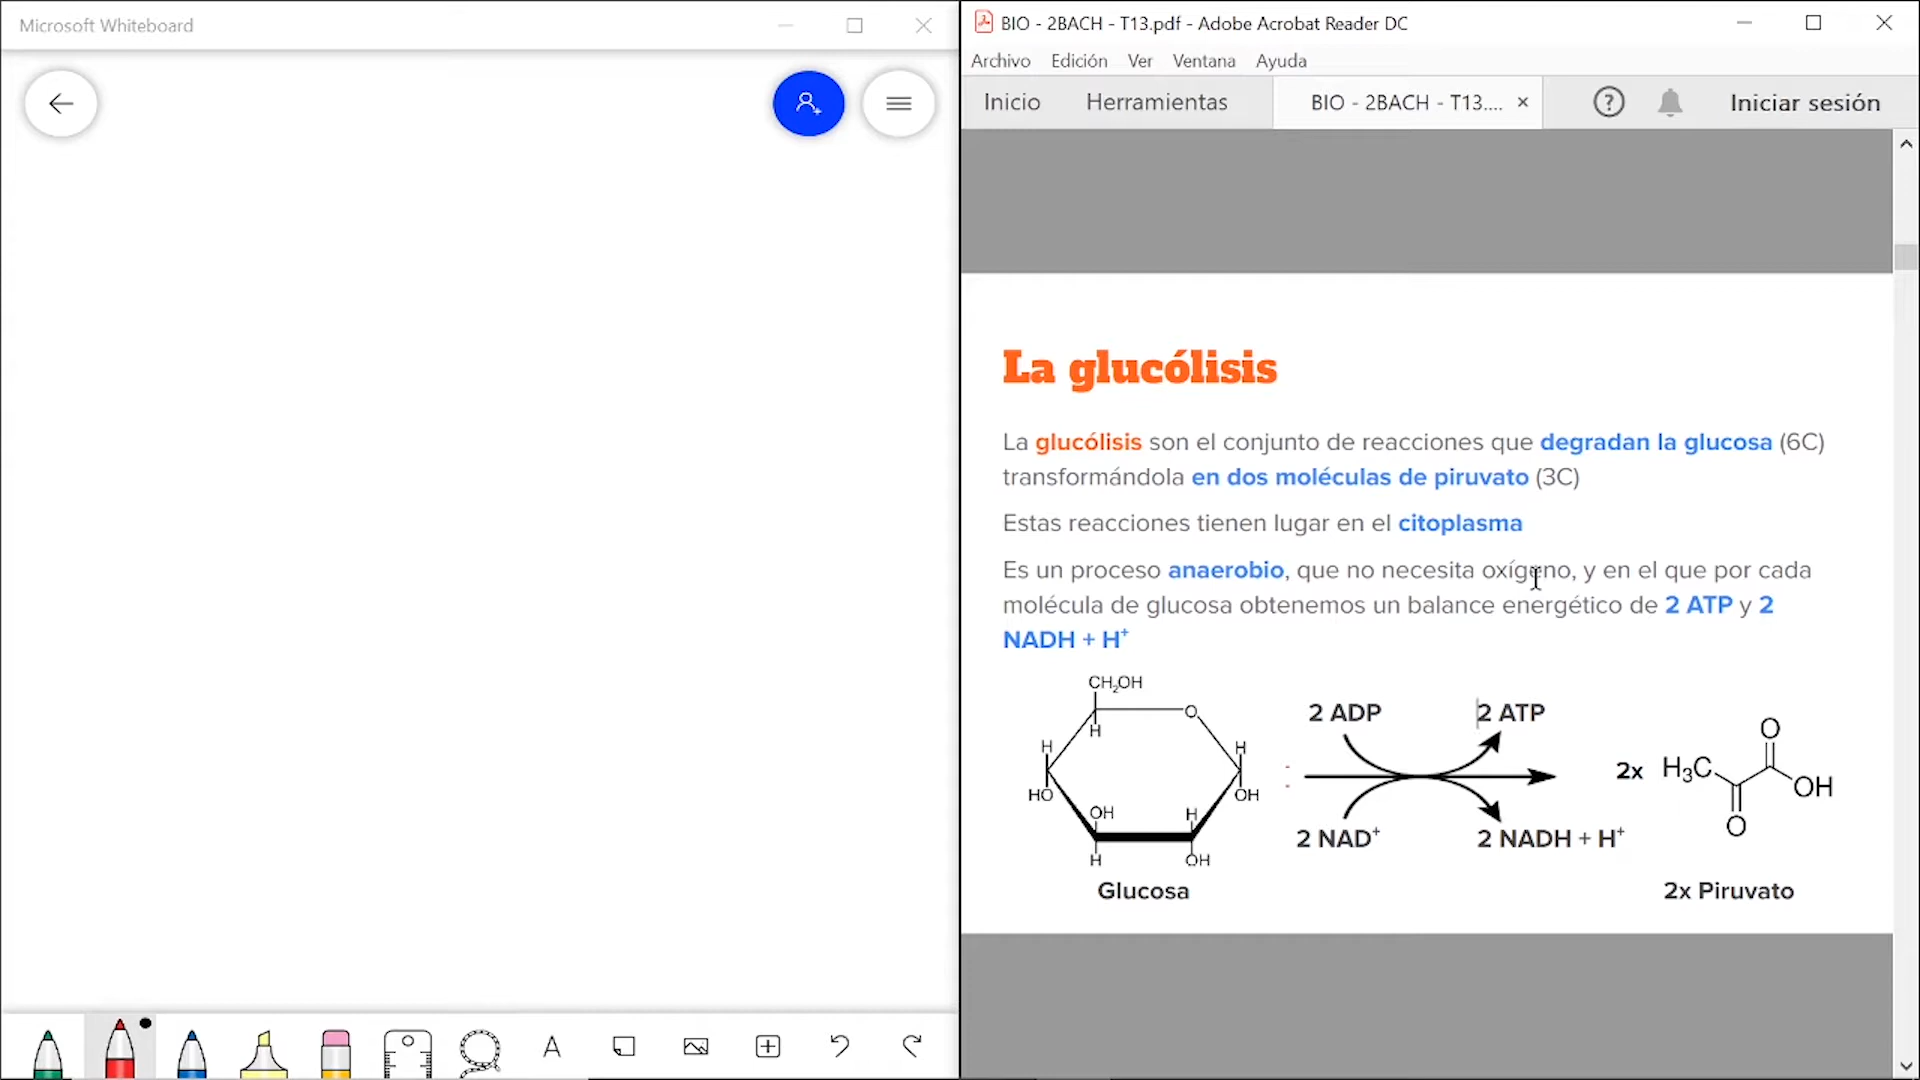 Microsoft Whiteboard
A
BIO - 2BACH - T13.pdf - Adobe Acrobat Reader DC
Archivo Edición Ver Ventana Ayuda
Inicio Herramientas BIO - 2BACH - T13.... × ? Iniciar sesión
La glucólisis
La glucólisis son el conjunto de reacciones que degradan la glucosa (6C)
transformándola en dos moléculas de piruvato (3C)
Estas reacciones tienen lugar en el citoplasma
Es un proceso anaerobio, que no necesita oxígeno, y en el que por cada
molécula de glucosa obtenemos un balance energético de 2 ATP y 2
NADH + H⁺
CH₂OH
O
H
H
H
HO
OH
OH
H
H
OH
Glucosa
2 ADP
2 ATP
2 NAD⁺
2 NADH + H⁺
2x
H₃C
O
OH
O
2x Piruvato